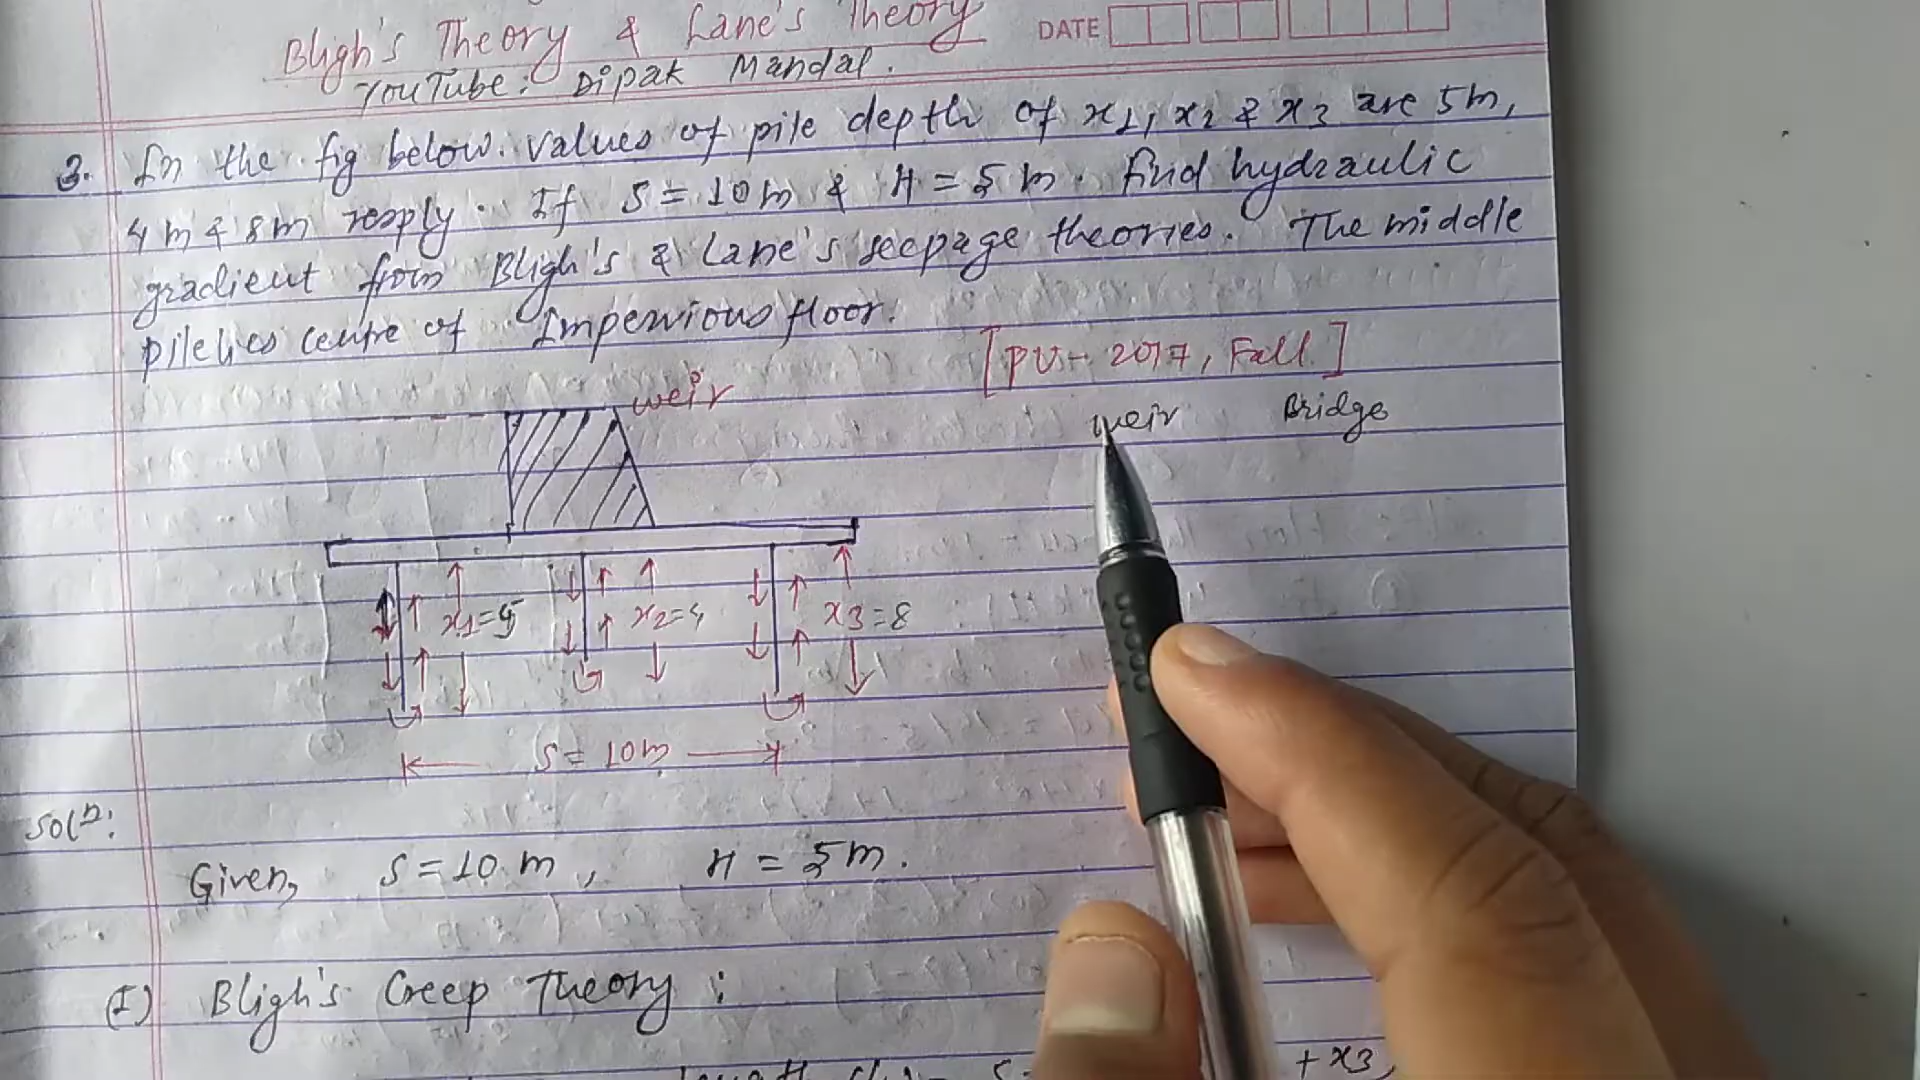 Bligh's Theory & Lane's Theory
DATE
YouTube: Dipak Mandal.
3. In the fig below. values of pile depth of x1, x2 & x3 are 5m,
4m & 8m resply. If S = 10m & H = 5m. find hydraulic
gradient from Bligh's & Lane's seepage theories. The middle
pile lies centre of Impervious floor.
[PU- 2017, Fall]
weir
weir Bridge
x1=5 x2=4 x3=8
S = 10m
Solⁿ:
Given, S = 10 m, H = 5m.
(I) Bligh's Creep Theory:
+ x3